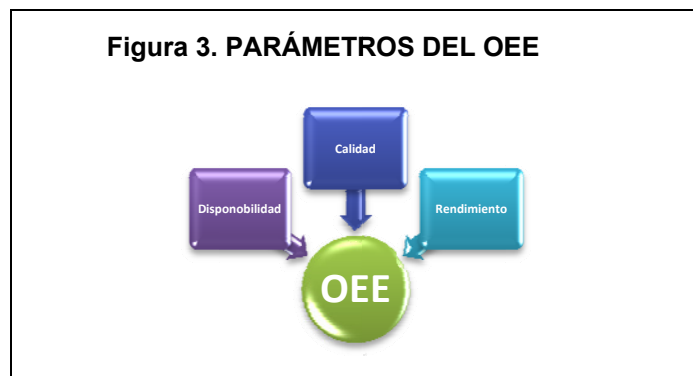 Figura 3. PARÁMETROS DEL OEE
Calidad
Disponobilidad
Rendimiento
OEE